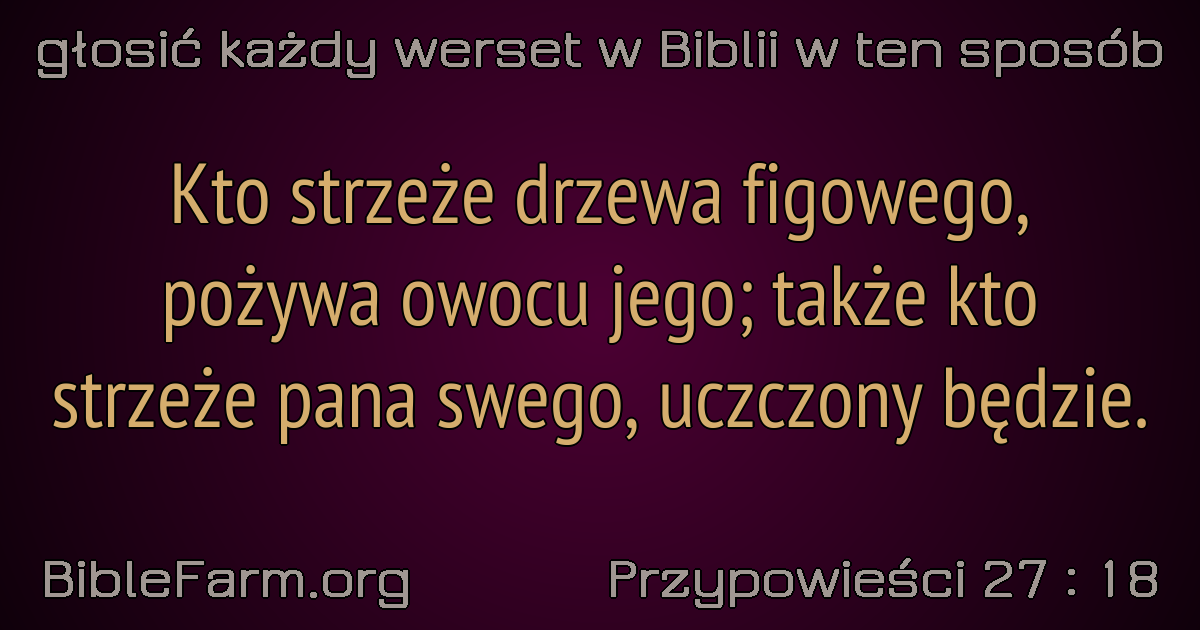 głosić każdy werset w Biblii w ten sposób
Kto strzeże drzewa figowego,
pożywa owocu jego; także kto
strzeże pana swego, uczczony będzie.
BibleFarm.org
Przypowieści 27 : 18